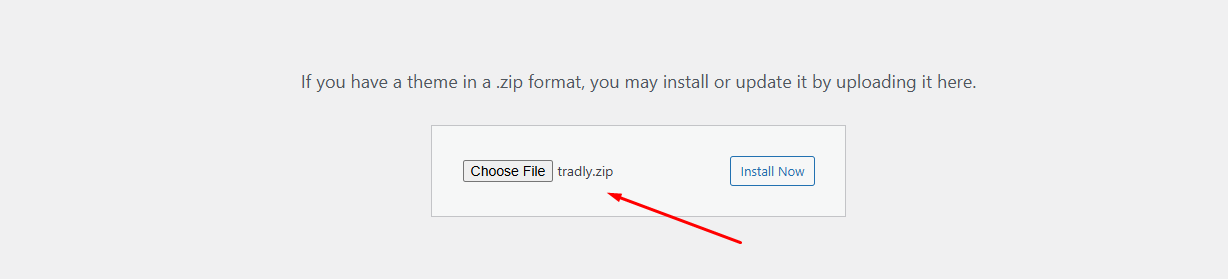 If you have a theme in a .zip format, you may install or update it by uploading it here.
Choose File tradly.zip Install Now